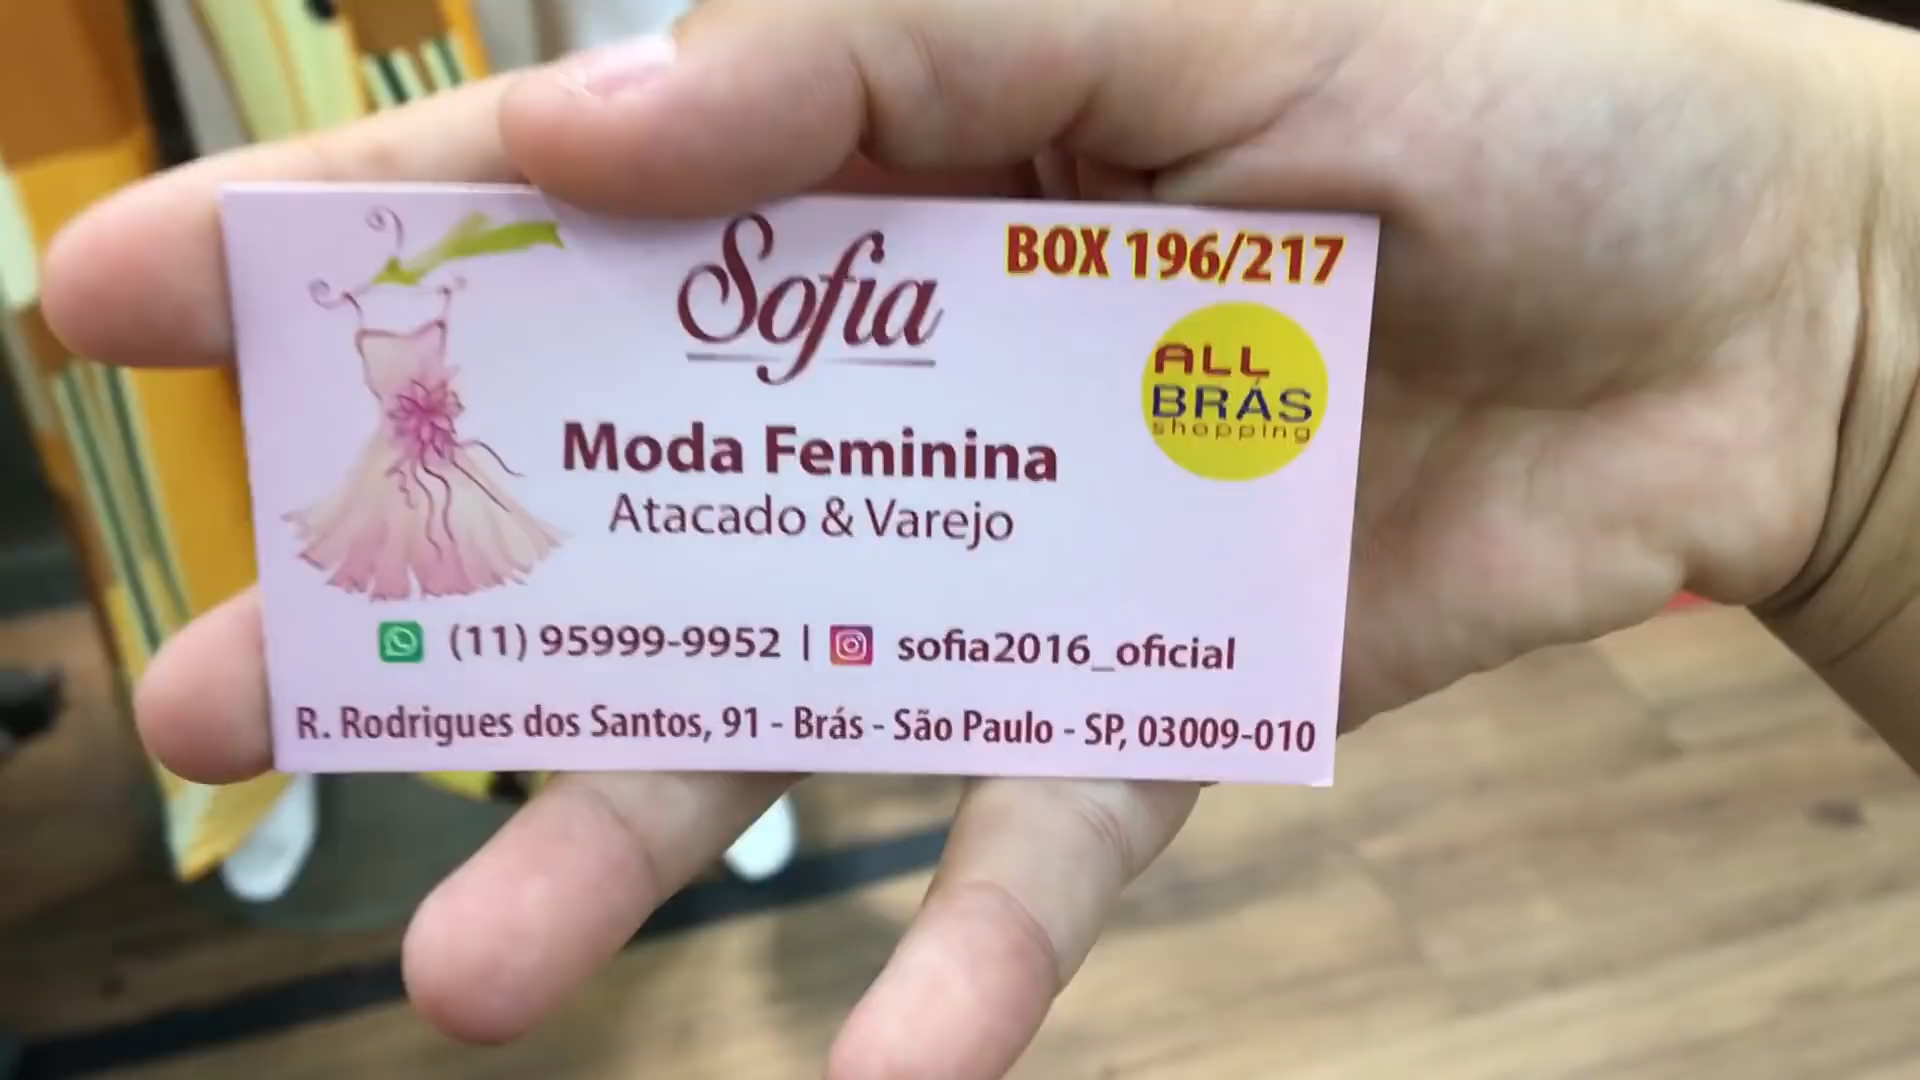 Sofia
BOX 196/217
ALL
BRÁS
shopping
Moda Feminina
Atacado & Varejo
(11) 95999-9952 | sofia2016_oficial
R. Rodrigues dos Santos, 91 - Brás - São Paulo - SP, 03009-010